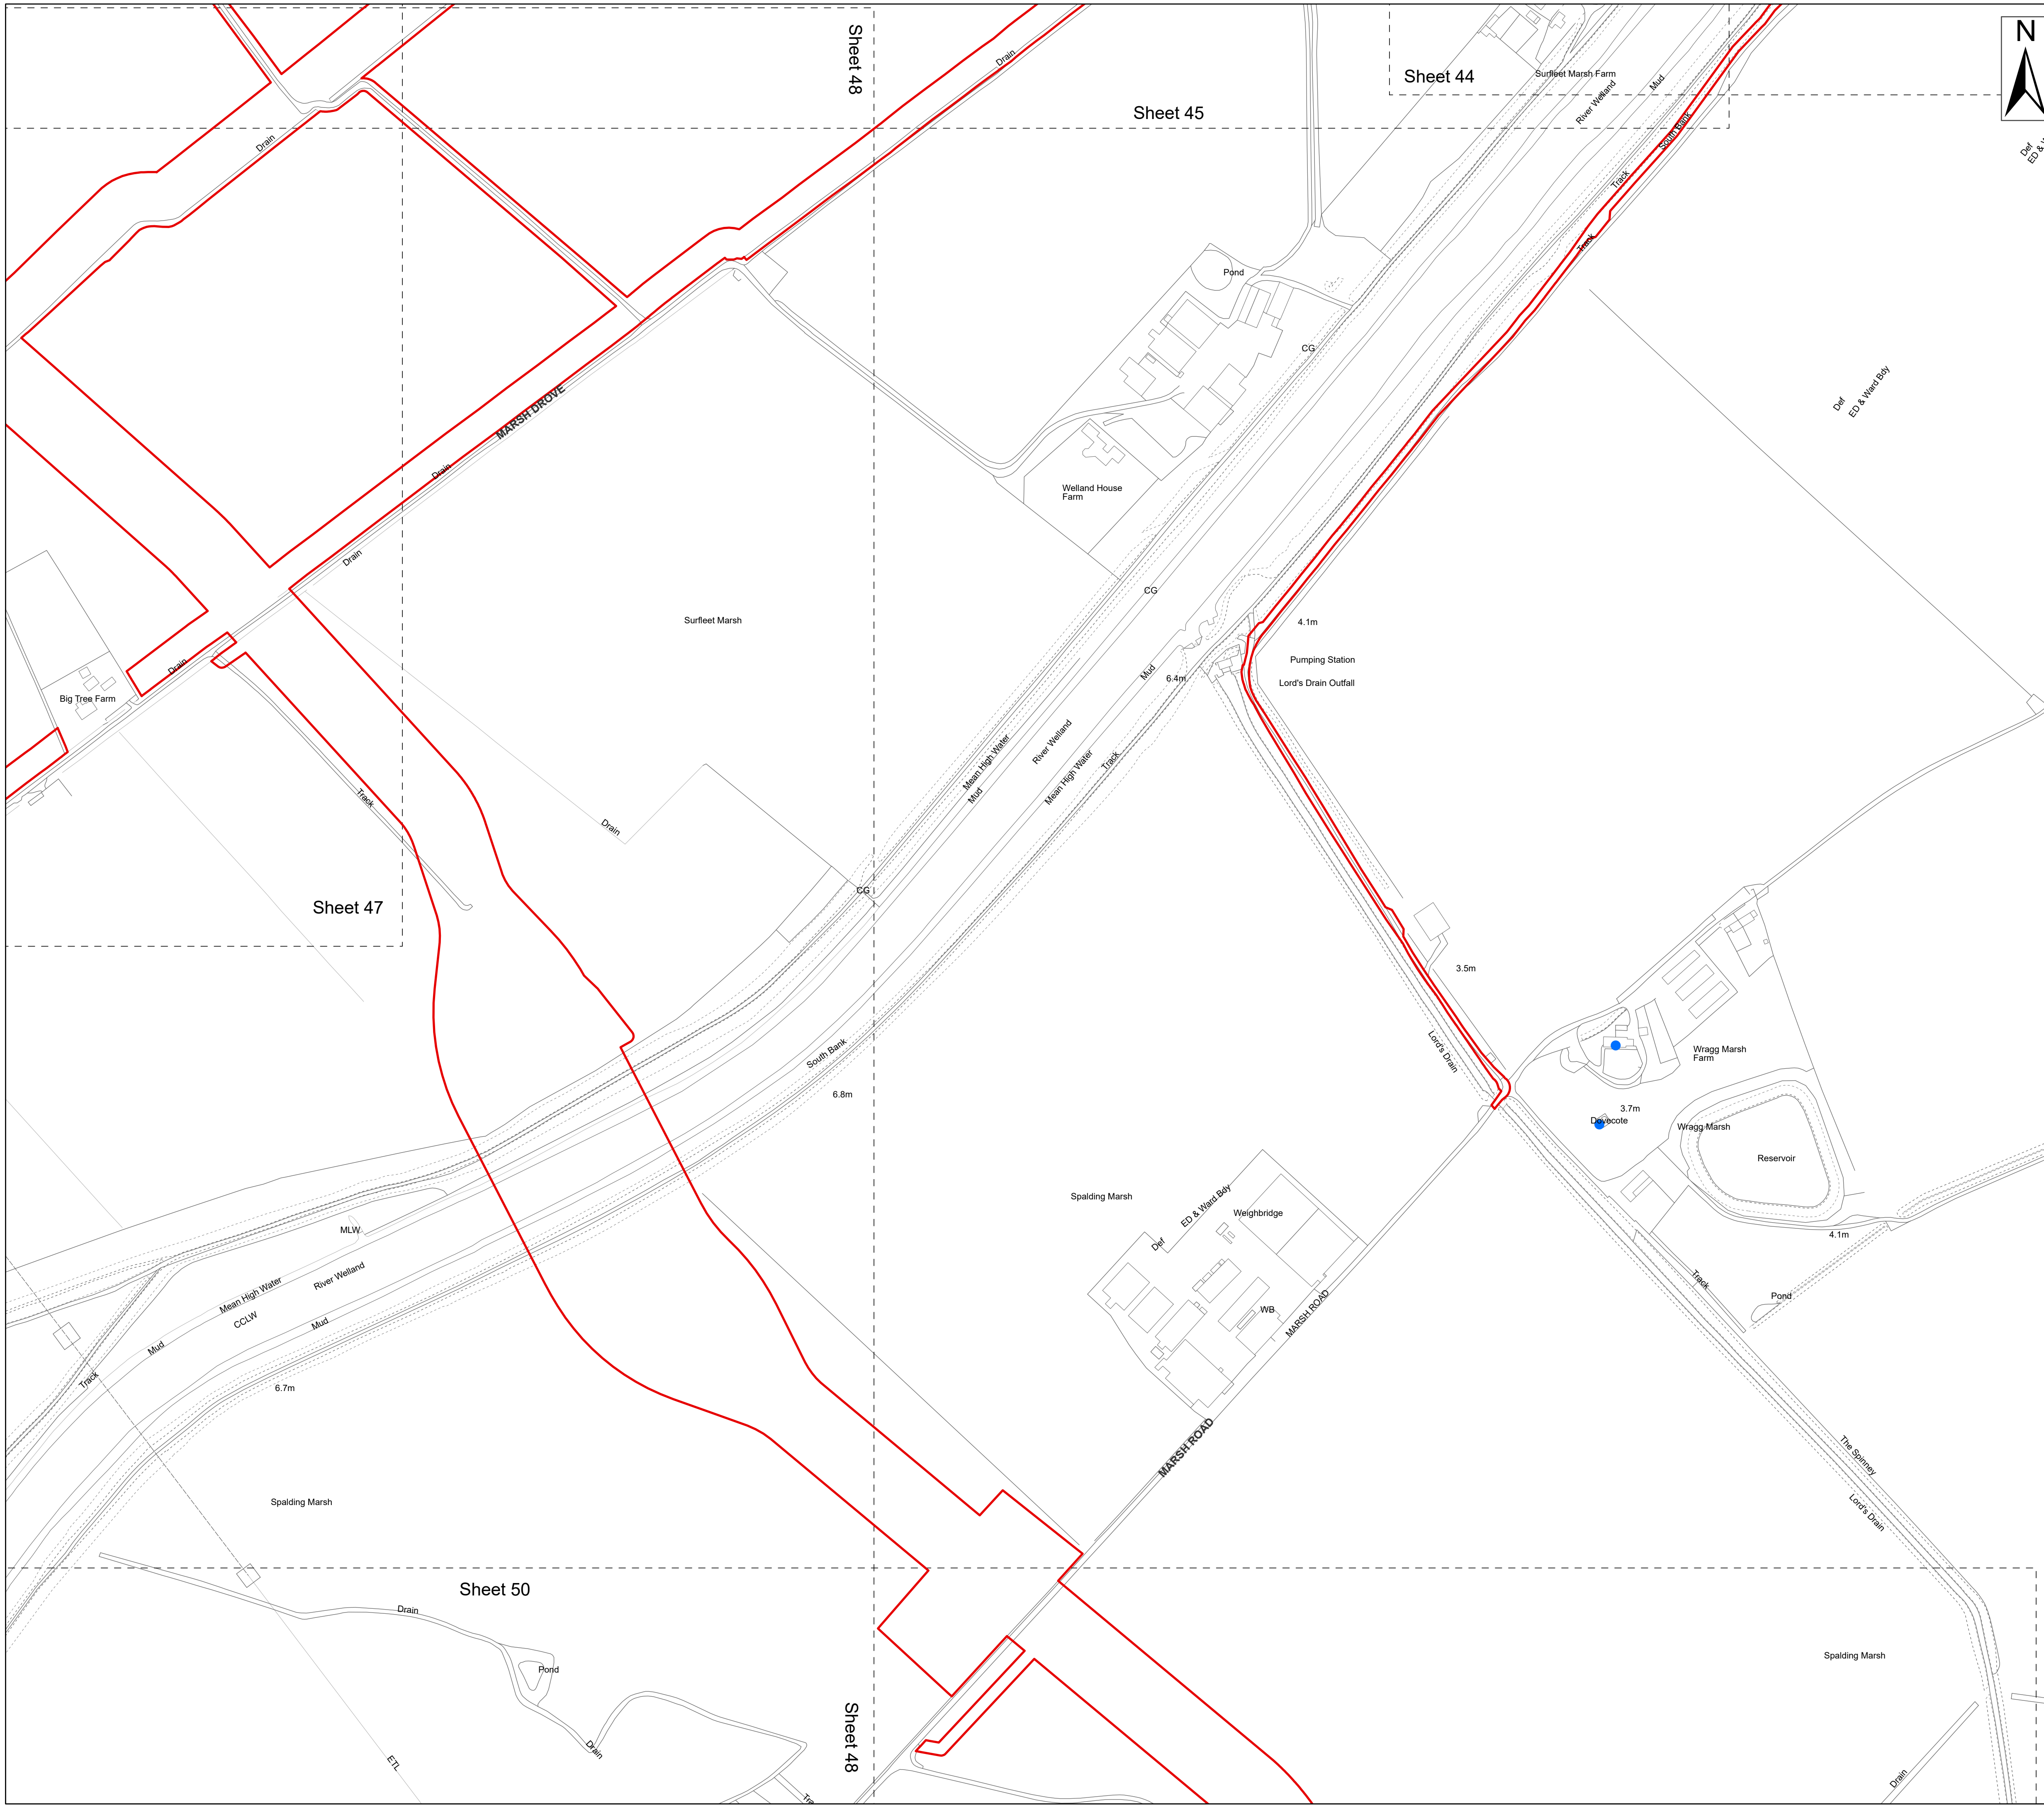 N
Sheet 48
Sheet 44
Surfleet Marsh Farm
Drain
Sheet 45
Mud
River Welland
South Bank
Def
Drain
Track
Track
Pond
CG
MARSH DROVE
Def
ED & Ward Bdy
Drain
Welland House
Farm
Drain
CG
Surfleet Marsh
4.1m
Pumping Station
Drain
Mud
6.4m
Lord's Drain Outfall
Big Tree Farm
River Welland
Mean High Water
Track
Mean High Water
Mud
Track
Drain
CG
Sheet 47
3.5m
Lord's Drain
Wragg Marsh
Farm
South Bank
6.8m
3.7m
Dovecote
Wragg Marsh
Reservoir
Spalding Marsh
ED & Ward Bdy
Weighbridge
MLW
Def
4.1m
River Welland
Mean High Water
CCLW
Track
Pond
WB
MARSH ROAD
Mud
Mud
Track
6.7m
MARSH ROAD
The Spinney
Spalding Marsh
Lord's Drain
Sheet 50
Drain
Spalding Marsh
Pond
Sheet 48
Drain
ETL
Drain